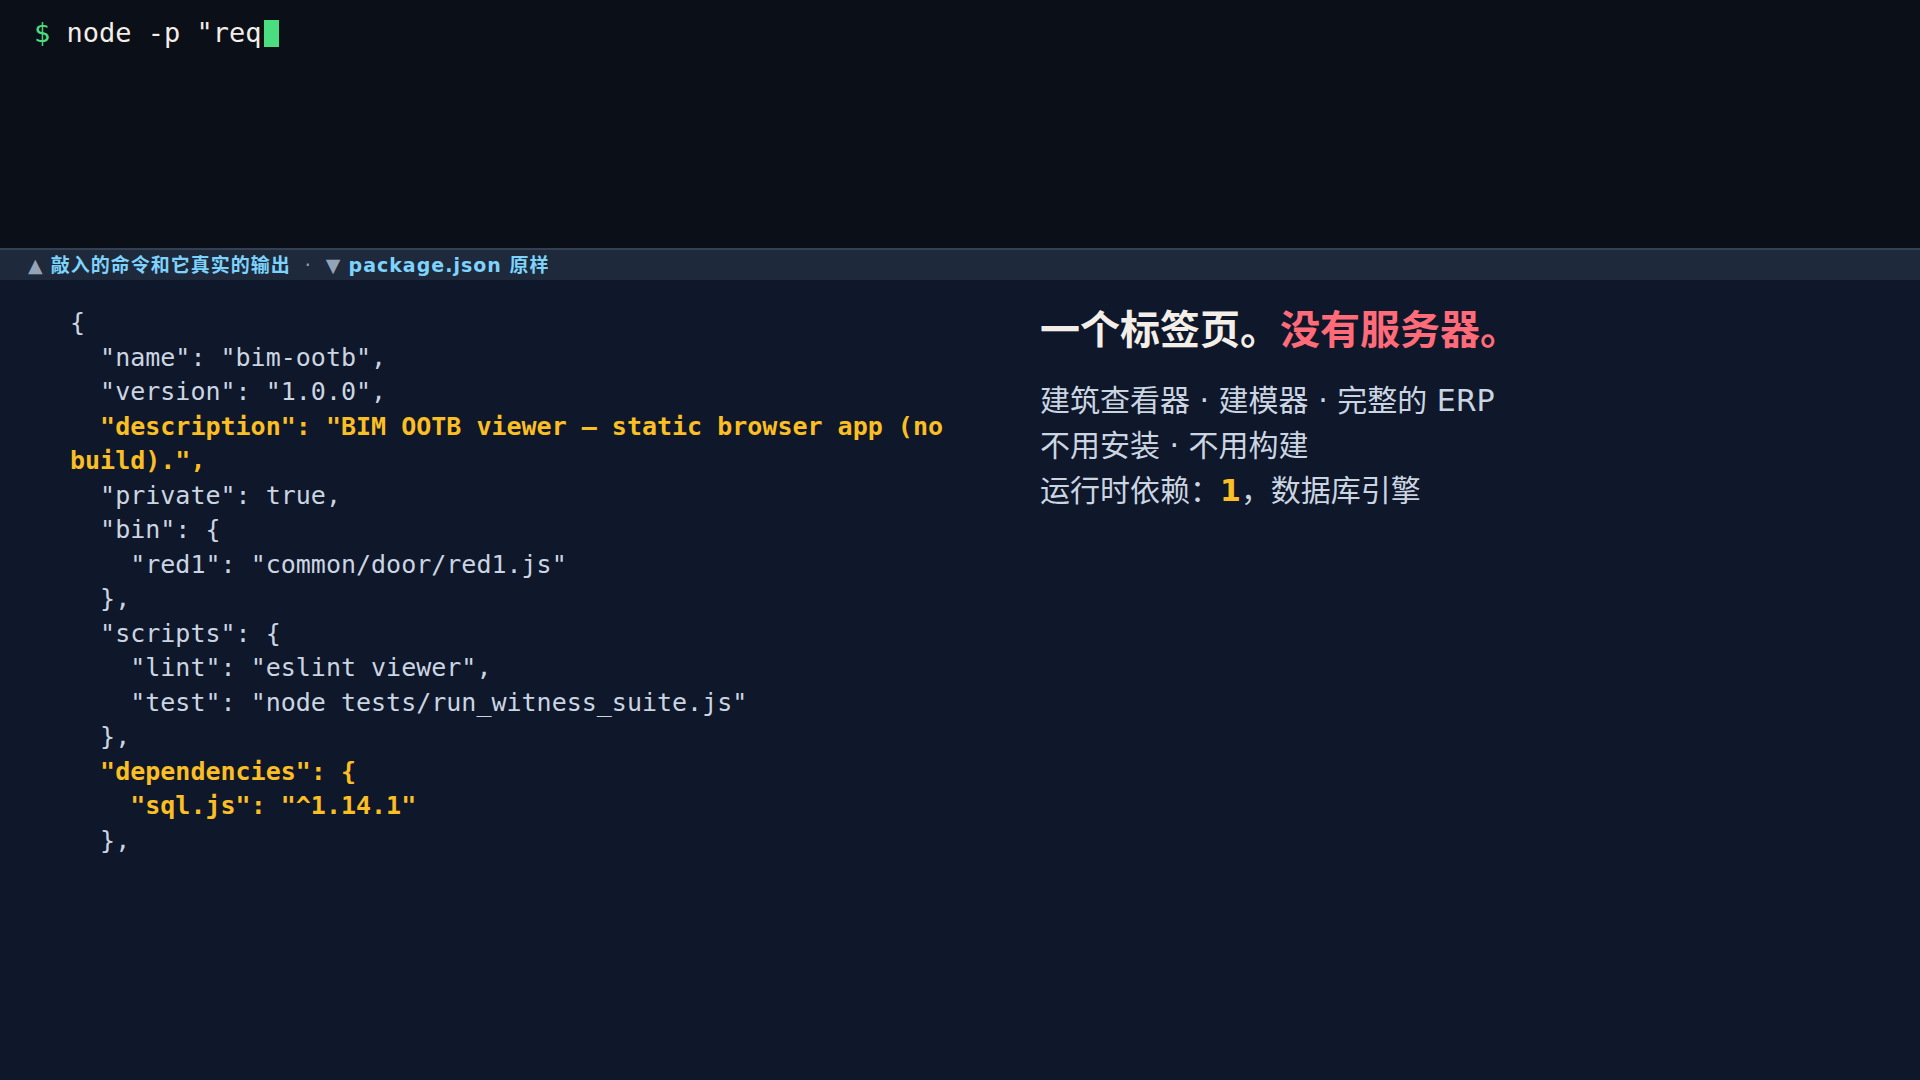 $ node -p "req
▲ 敲入的命令和它真实的输出 · ▼ package.json 原样
{
  "name": "bim-ootb",
  "version": "1.0.0",
  "description": "BIM OOTB viewer — static browser app (no
build).",
  "private": true,
  "bin": {
    "red1": "common/door/red1.js"
  },
  "scripts": {
    "lint": "eslint viewer",
    "test": "node tests/run_witness_suite.js"
  },
  "dependencies": {
    "sql.js": "^1.14.1"
  },
一个标签页。没有服务器。
建筑查看器 · 建模器 · 完整的 ERP
不用安装 · 不用构建
运行时依赖：1，数据库引擎